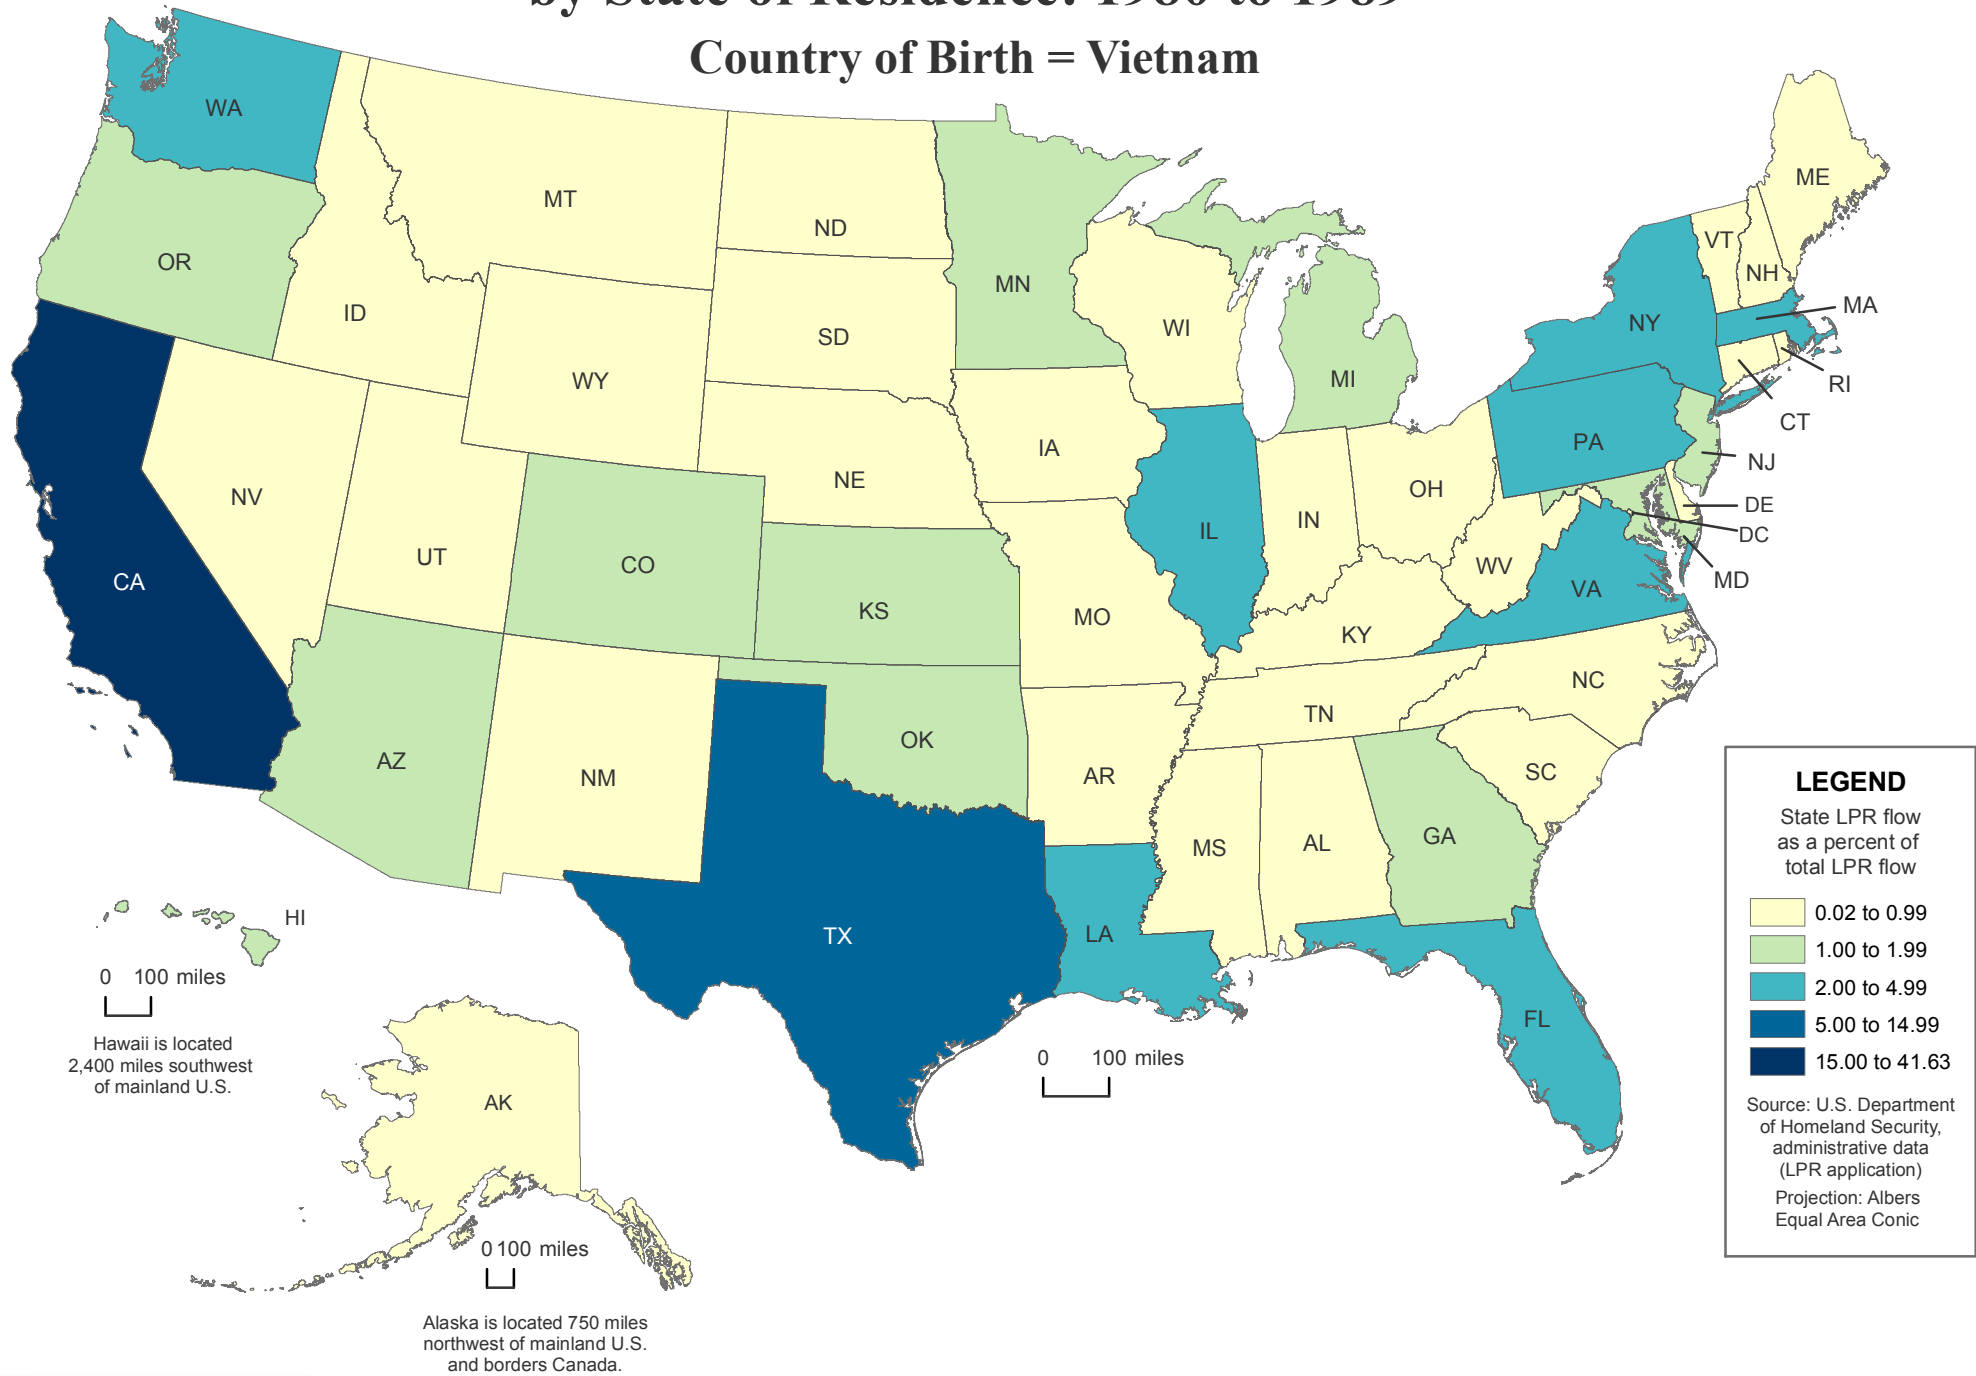 by State of Residence: 1980 to 1989
Country of Birth = Vietnam
WA
MT
ND
ME
OR
MN
VT
NH
ID
SD
WI
NY
MA
WY
MI
RI
CT
IA
PA
NJ
NE
NV
OH
IN
IL
DE
DC
UT
CO
WV
MD
CA
KS
VA
MO
KY
NC
TN
OK
AZ
NM
AR
SC
MS
AL
GA
TX
LA
FL
HI
AK
0 100 miles
Hawaii is located
2,400 miles southwest
of mainland U.S.
0 100 miles
0 100 miles
Alaska is located 750 miles
northwest of mainland U.S.
and borders Canada.
LEGEND
State LPR flow
as a percent of
total LPR flow
0.02 to 0.99
1.00 to 1.99
2.00 to 4.99
5.00 to 14.99
15.00 to 41.63
Source: U.S. Department
of Homeland Security,
administrative data
(LPR application)
Projection: Albers
Equal Area Conic